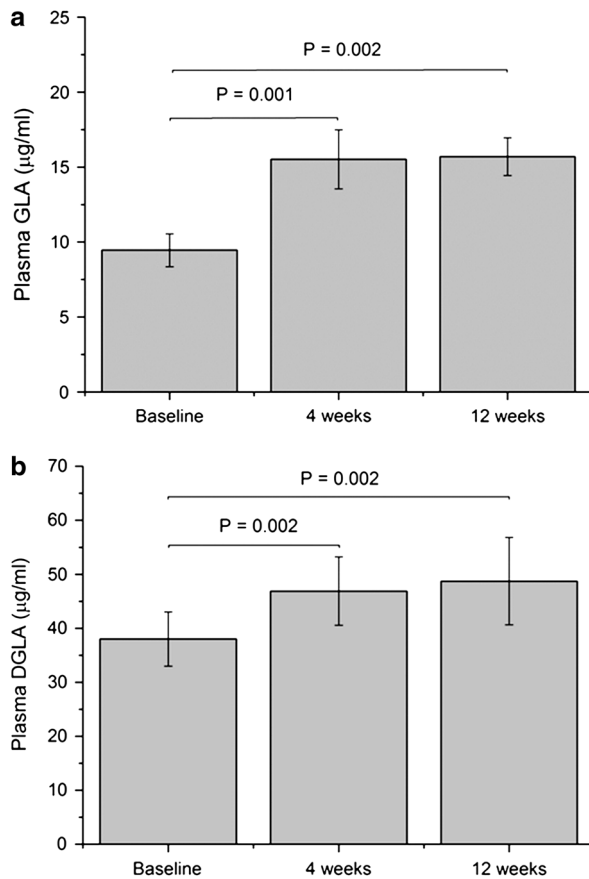 a
25
20
15
10
5
0
Plasma GLA (μg/ml)
P = 0.002
P = 0.001
Baseline 4 weeks 12 weeks
b
70
60
50
40
30
20
10
0
Plasma DGLA (μg/ml)
P = 0.002
P = 0.002
Baseline 4 weeks 12 weeks